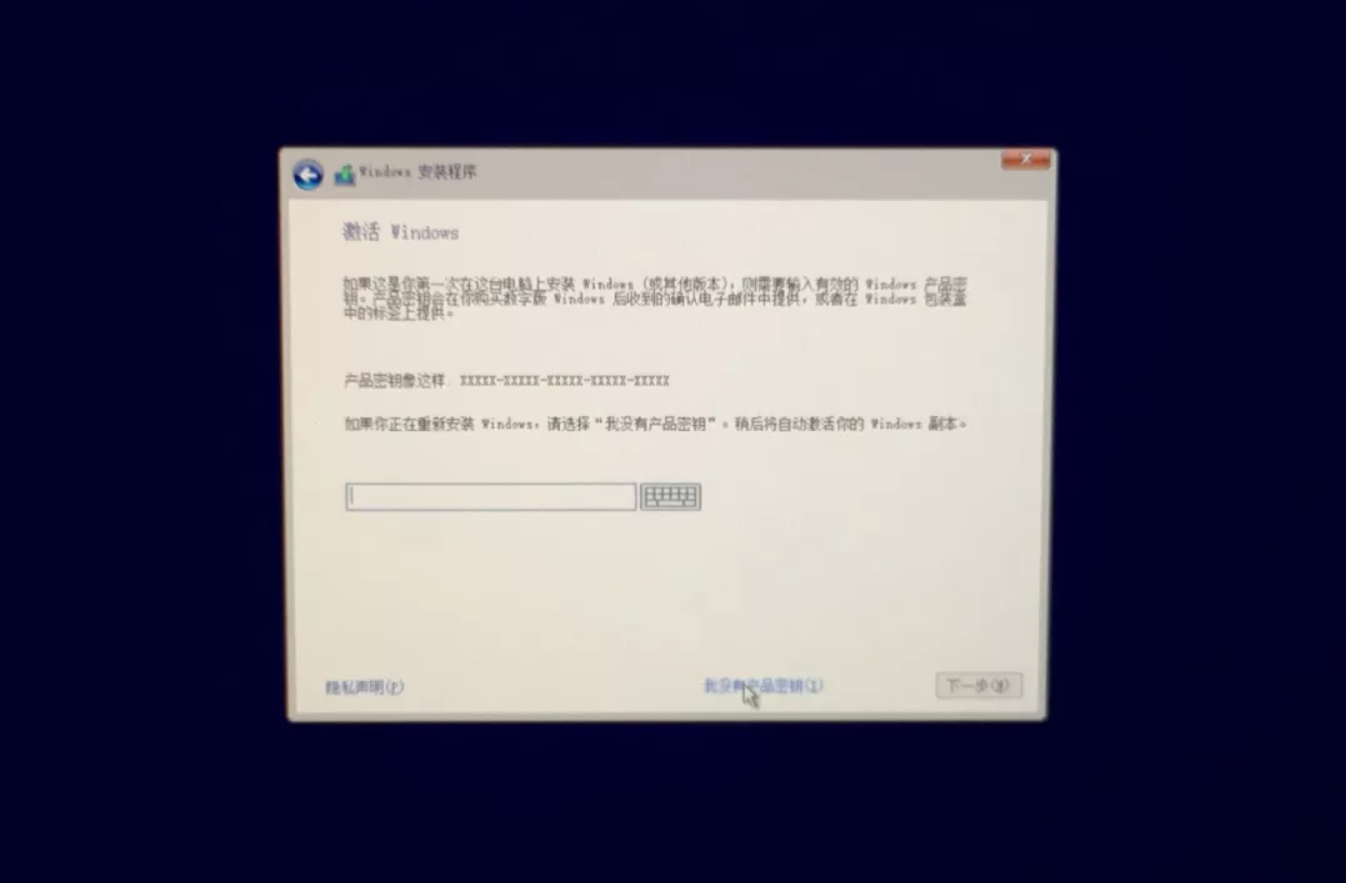 Windows 安装程序
激活 Windows
如果这是你第一次在这台电脑上安装 Windows (或其他版本)，则需要输入有效的 Windows 产品密
钥。产品密钥会在你购买数字版 Windows 后收到的确认电子邮件中提供，或者在 Windows 包装盒
中的标签上提供。
产品密钥像这样: XXXXX-XXXXX-XXXXX-XXXXX-XXXXX
如果你正在重新安装 Windows，请选择“我没有产品密钥”。稍后将自动激活你的 Windows 副本。
隐私声明(P)
我没有产品密钥(I)
下一步(N)